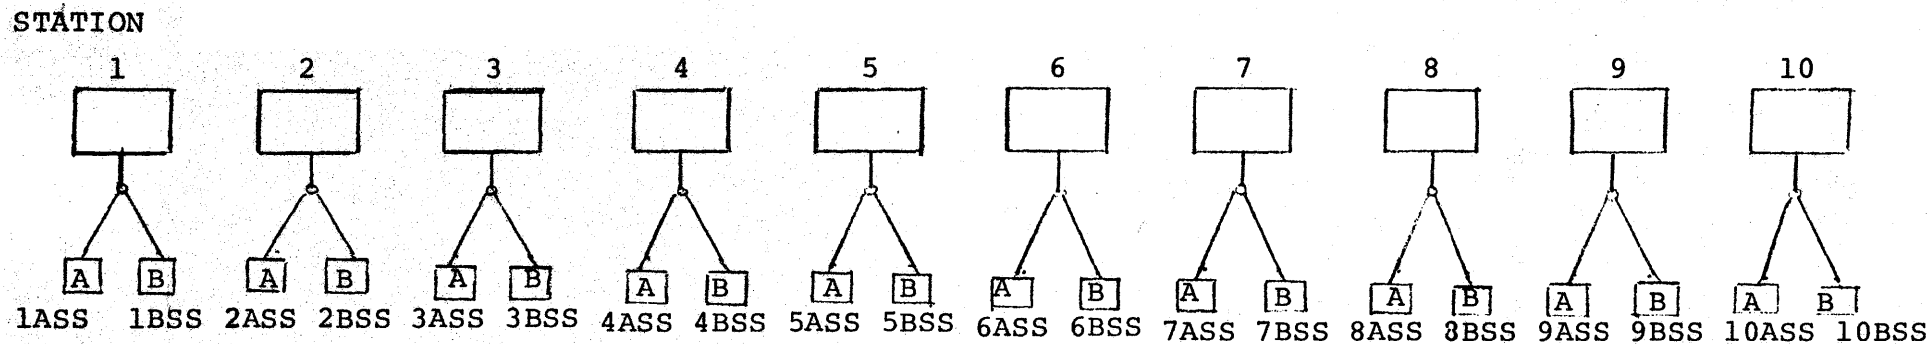 STATION
1 2 3 4 5 6 7 8 9 10
A B A B A B A B A B A B A B A B A B A B
1ASS 1BSS 2ASS 2BSS 3ASS 3BSS 4ASS 4BSS 5ASS 5BSS 6ASS 6BSS 7ASS 7BSS 8ASS 8BSS 9ASS 9BSS 10ASS 10BSS